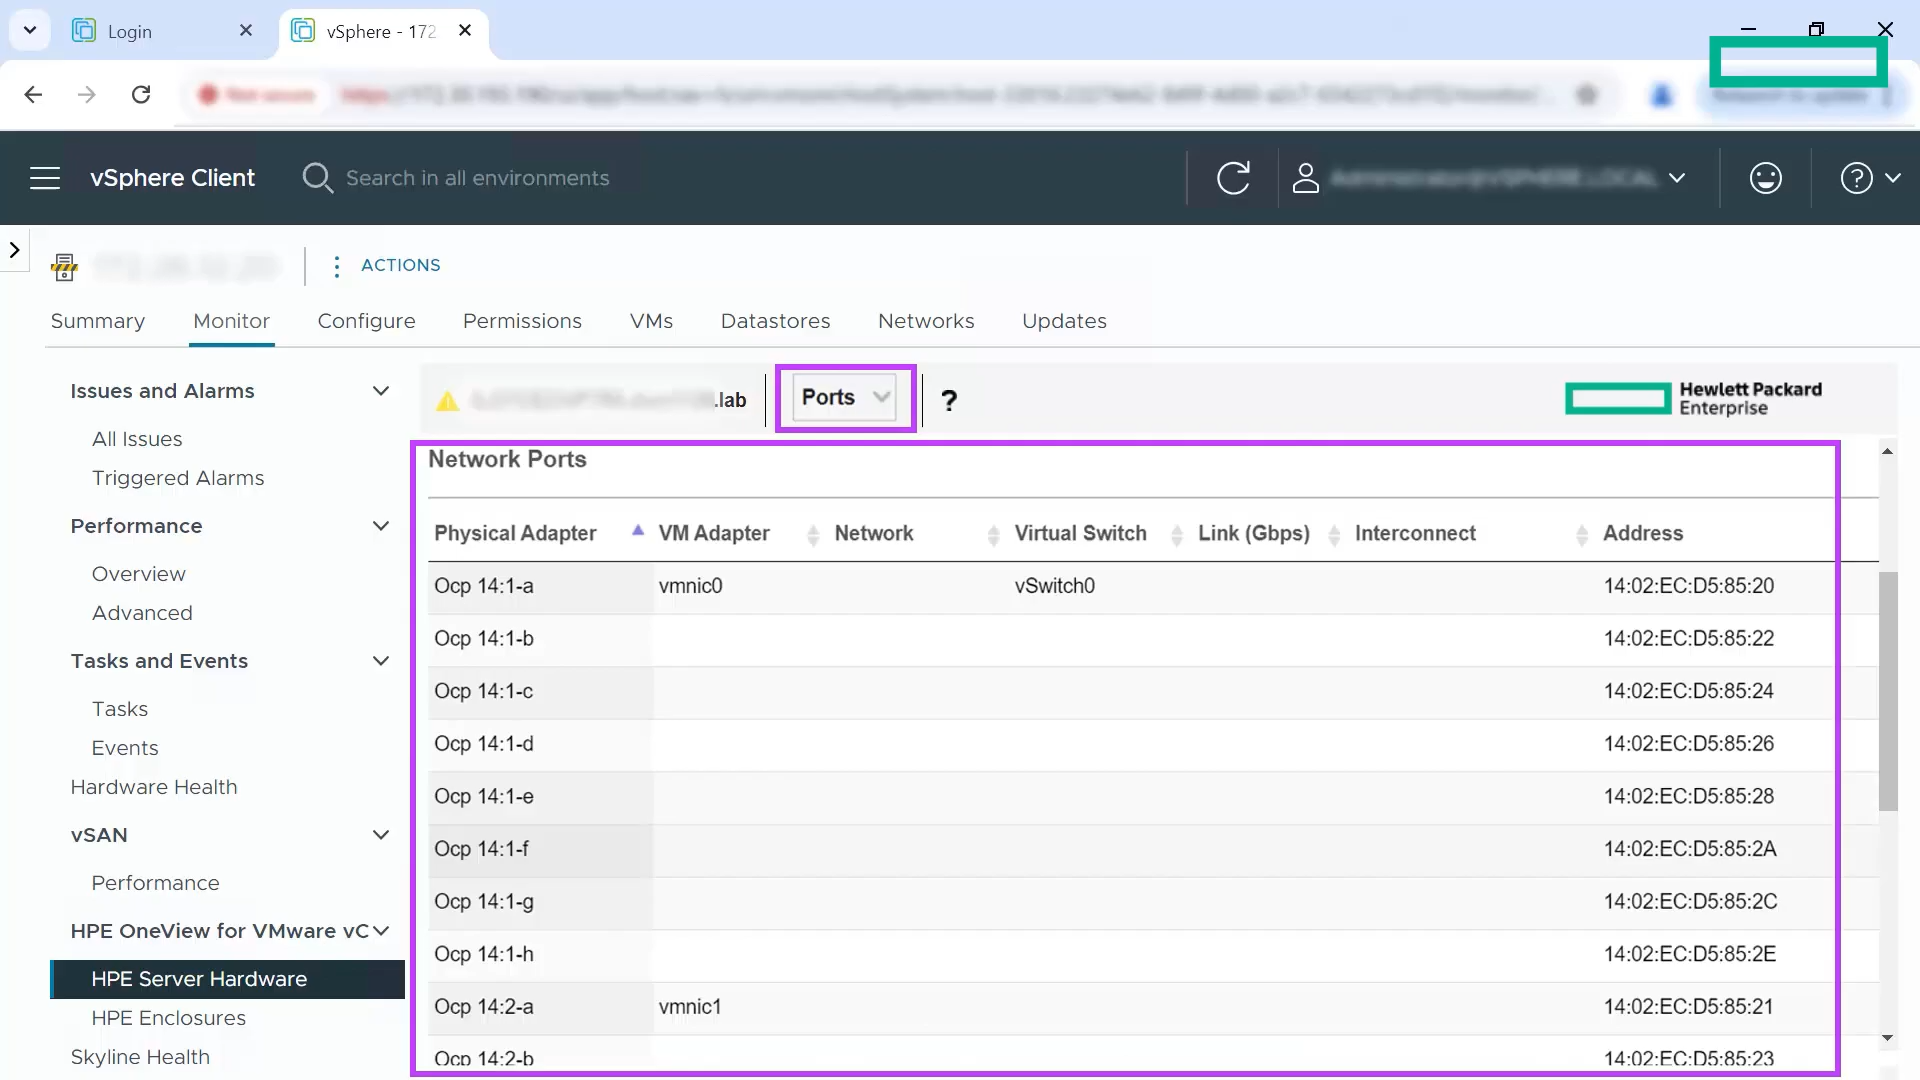 Login
vSphere - 172
vSphere Client
Search in all environments
ACTIONS
Summary
Monitor
Configure
Permissions
VMs
Datastores
Networks
Updates
Issues and Alarms
All Issues
Triggered Alarms
Performance
Overview
Advanced
Tasks and Events
Tasks
Events
Hardware Health
vSAN
Performance
HPE OneView for VMware vC
HPE Server Hardware
HPE Enclosures
Skyline Health
.lab
Ports
?
Hewlett Packard
Enterprise
Network Ports
Physical Adapter VM Adapter Network Virtual Switch Link (Gbps) Interconnect Address
Ocp 14:1-a vmnic0 vSwitch0 14:02:EC:D5:85:20
Ocp 14:1-b 14:02:EC:D5:85:22
Ocp 14:1-c 14:02:EC:D5:85:24
Ocp 14:1-d 14:02:EC:D5:85:26
Ocp 14:1-e 14:02:EC:D5:85:28
Ocp 14:1-f 14:02:EC:D5:85:2A
Ocp 14:1-g 14:02:EC:D5:85:2C
Ocp 14:1-h 14:02:EC:D5:85:2E
Ocp 14:2-a vmnic1 14:02:EC:D5:85:21
Ocp 14:2-b 14:02:EC:D5:85:23